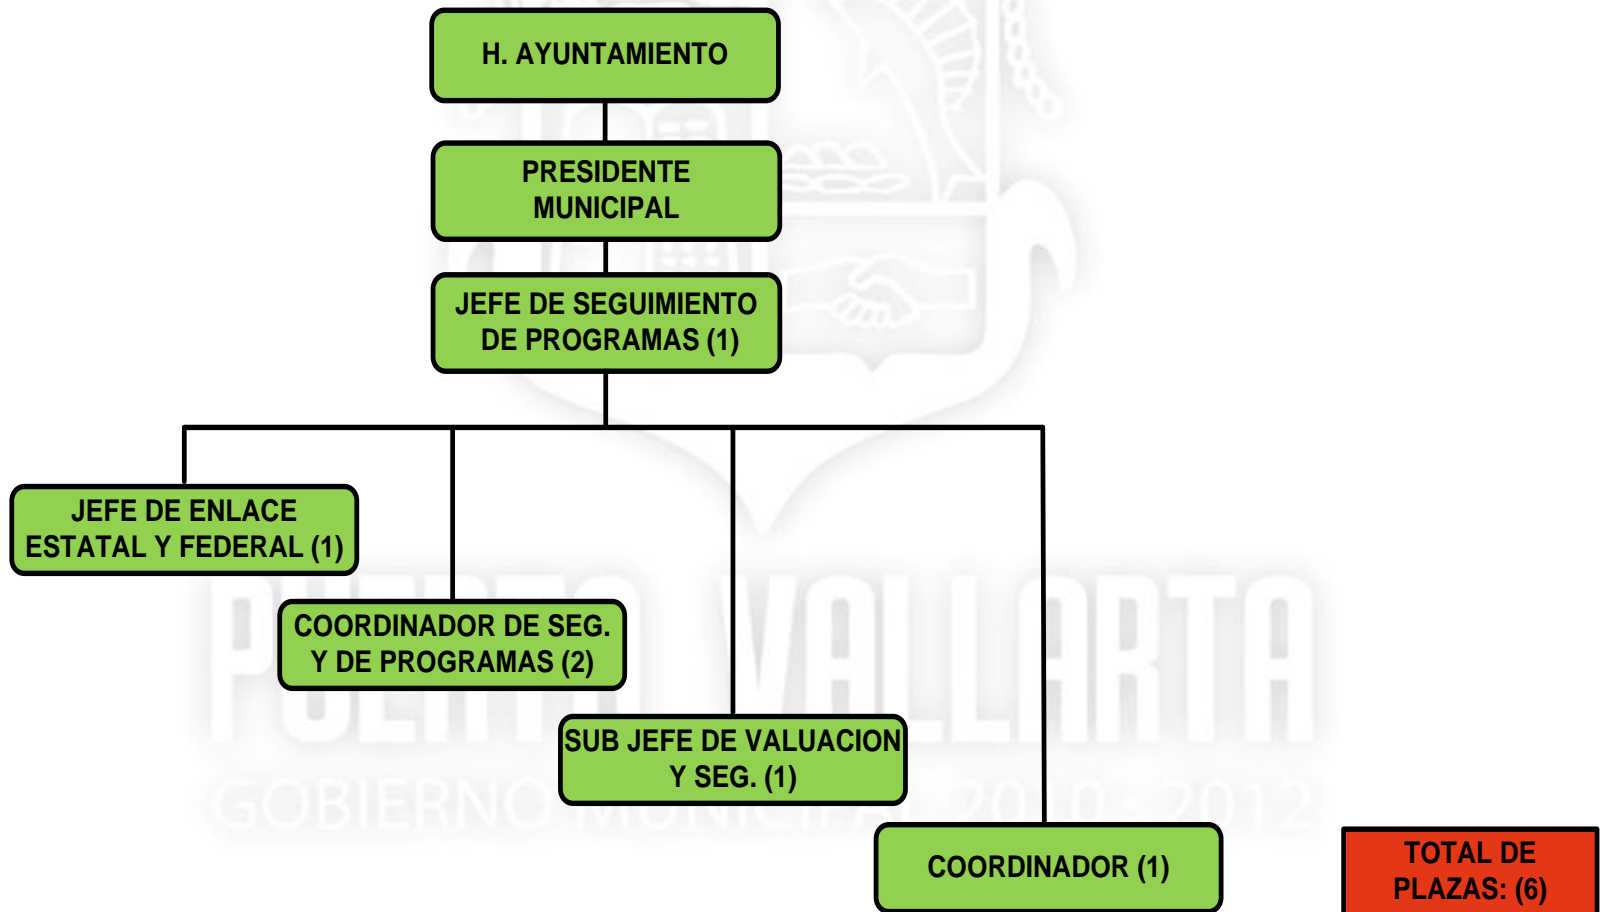 H. AYUNTAMIENTO
PRESIDENTE
MUNICIPAL
JEFE DE SEGUIMIENTO
DE PROGRAMAS (1)
JEFE DE ENLACE
ESTATAL Y FEDERAL (1)
COORDINADOR DE SEG.
Y DE PROGRAMAS (2)
SUB JEFE DE VALUACION
Y SEG. (1)
COORDINADOR (1)
TOTAL DE
PLAZAS: (6)
PUERTO VALLARTA
GOBIERNO MUNICIPAL 2010-2012